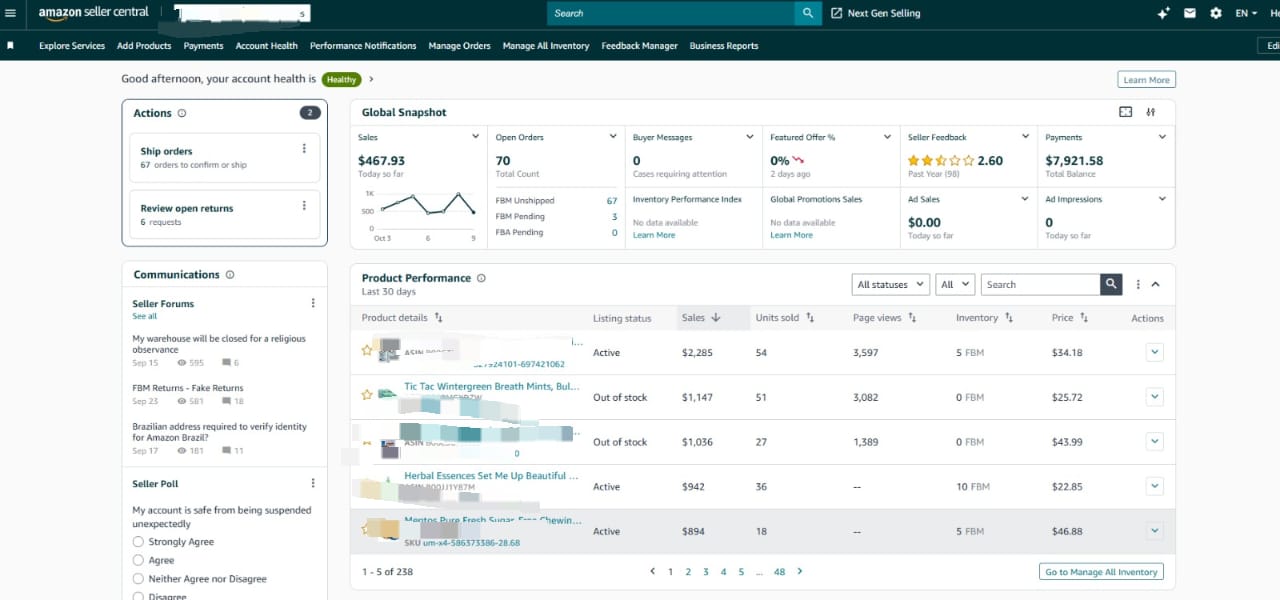 amazon seller central
s
Search
Next Gen Selling
EN
Explore Services Add Products Payments Account Health Performance Notifications Manage Orders Manage All Inventory Feedback Manager Business Reports
Good afternoon, your account health is Healthy
Learn More
Actions 2
Ship orders
67 orders to confirm or ship
Review open returns
6 requests
Communications
Seller Forums
See all
My warehouse will be closed for a religious
observance
Sep 15 595 6
FBM Returns - Fake Returns
Sep 23 581 18
Brazilian address required to verify identity
for Amazon Brazil?
Sep 17 181 11
Seller Poll
My account is safe from being suspended
unexpectedly
Strongly Agree
Agree
Neither Agree nor Disagree
Disagree
Global Snapshot
Sales
$467.93
Today so far
1K
500
0
Oct 3 6 9
Open Orders
70
Total Count
FBM Unshipped 67
FBM Pending 3
FBA Pending 0
Buyer Messages
0
Cases requiring attention
Inventory Performance Index
No data available
Learn More
Featured Offer %
0%
2 days ago
Global Promotions Sales
No data available
Learn More
Seller Feedback
2.60
Past Year (98)
Ad Sales
$0.00
Today so far
Payments
$7,921.58
Total Balance
Ad Impressions
0
Today so far
Product Performance
Last 30 days
All statuses All Search
Product details Listing status Sales Units sold Page views Inventory Price Actions
i...
Active $2,285 54 3,597 5 FBM $34.18
ASIN
327924101-697421062
Tic Tac Wintergreen Breath Mints, Bul...
Out of stock $1,147 51 3,082 0 FBM $25.72
...
Out of stock $1,036 27 1,389 0 FBM $43.99
ASIN
0
Herbal Essences Set Me Up Beautiful ...
Active $942 36 -- 10 FBM $22.85
Mentos Pure Fresh Sugar-Free Chewin...
Active $894 18 -- 5 FBM $46.88
SKU um-x4-586373386-28.68
1 - 5 of 238
1 2 3 4 5 ... 48
Go to Manage All Inventory